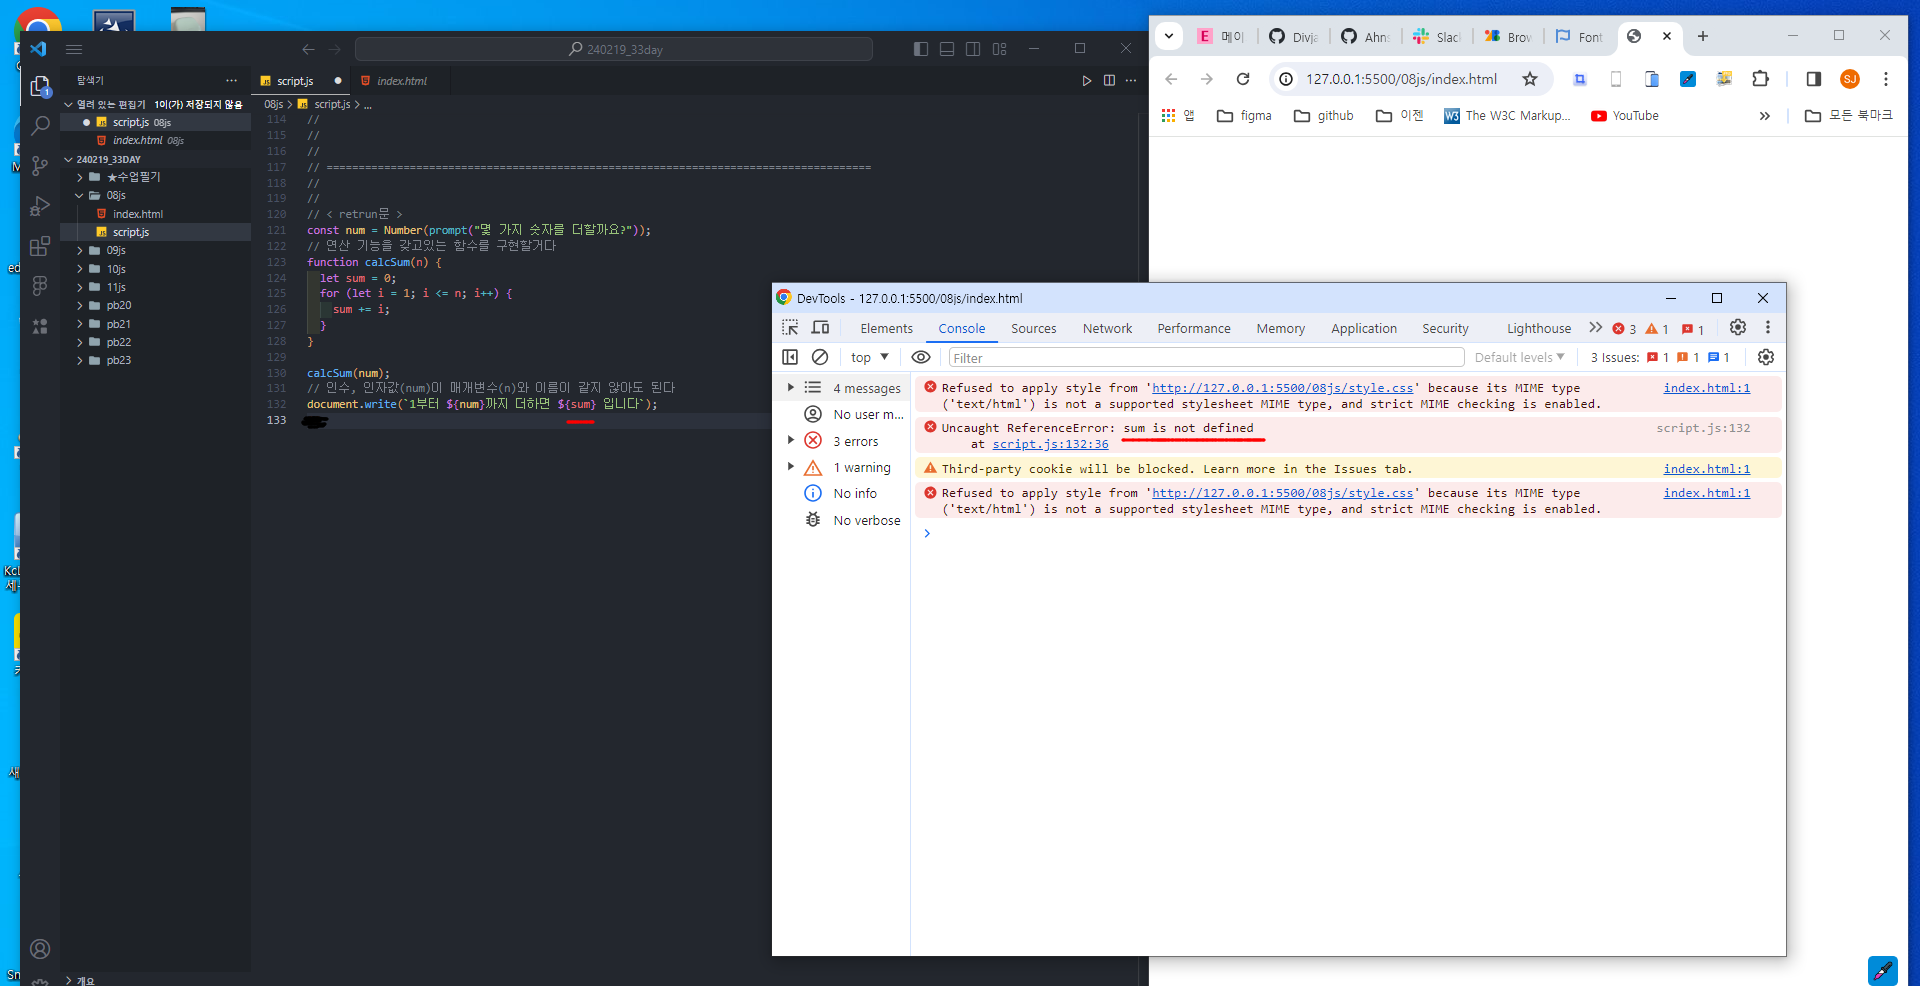 240219_33day
탐색기
열려 있는 편집기 1이(가) 저장되지 않음
script.js 08js
index.html 08js
240219_33DAY
★수업필기
08js
index.html
script.js
09js
10js
11js
pb20
pb21
pb22
pb23
개요
script.js
index.html
08js > script.js > ...
114 //
115 //
116 //
117 // =====================================================================================
118 //
119 //
120 // < retrun문 >
121 const num = Number(prompt("몇 가지 숫자를 더할까요?"));
122 // 연산 기능을 갖고있는 함수를 구현할거다
123 function calcSum(n) {
124 let sum = 0;
125 for (let i = 1; i <= n; i++) {
126 sum += i;
127 }
128 }
129
130 calcSum(num);
131 // 인수, 인자값(num)이 매개변수(n)와 이름이 같지 않아도 된다
132 document.write(`1부터 ${num}까지 더하면 ${sum} 입니다`);
133
메이
Divja
Ahn
Slac
Brow
Font
127.0.0.1:5500/08js/index.html
SJ
앱
figma
github
이젠
The W3C Markup...
YouTube
모든 북마크
DevTools - 127.0.0.1:5500/08js/index.html
Elements Console Sources Network Performance Memory Application Security Lighthouse 3 1 1
top Filter Default levels 3 Issues: 1 1 1
4 messages
No user m...
3 errors
1 warning
No info
No verbose
Refused to apply style from 'http://127.0.0.1:5500/08js/style.css' because its MIME type index.html:1
('text/html') is not a supported stylesheet MIME type, and strict MIME checking is enabled.
Uncaught ReferenceError: sum is not defined script.js:132
at script.js:132:36
Third-party cookie will be blocked. Learn more in the Issues tab. index.html:1
Refused to apply style from 'http://127.0.0.1:5500/08js/style.css' because its MIME type index.html:1
('text/html') is not a supported stylesheet MIME type, and strict MIME checking is enabled.